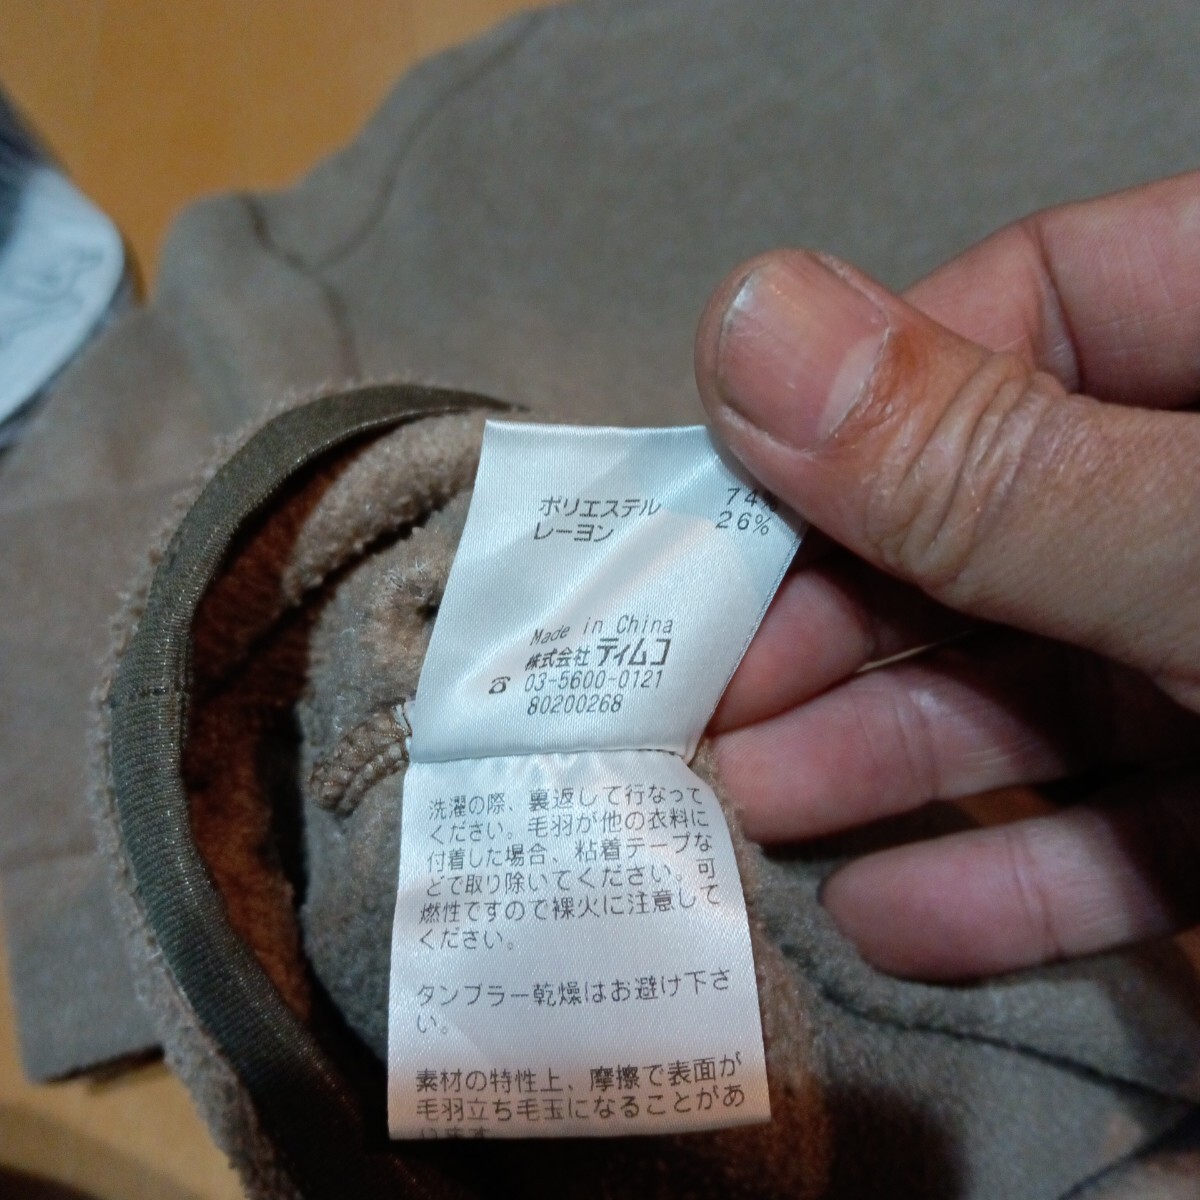 ポリエステル 74%
レーヨン 26%
Made in China
株式会社 ティムコ
☎ 03-5600-0121
80200268
洗濯の際、裏返して行なって
ください。毛羽が他の衣料に
付着した場合、粘着テープな
どで取り除いてください。可
燃性ですので裸火に注意して
ください。
タンブラー乾燥はお避け下さ
い。
素材の特性上、摩擦で表面が
毛羽立ち毛玉になることがあ
ります